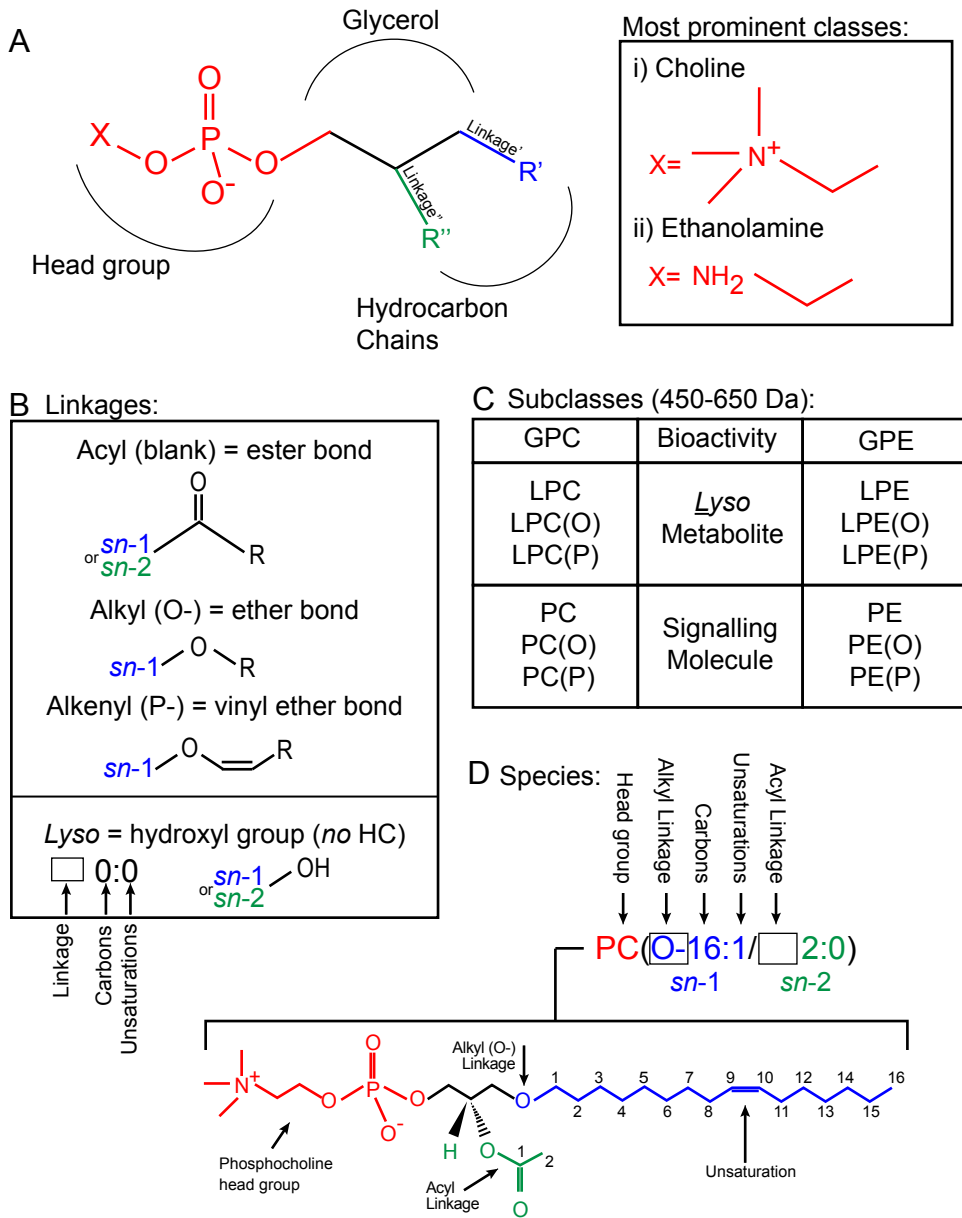 A
Glycerol
Most prominent classes:
i) Choline
X=
N+
ii) Ethanolamine
X= NH2
O
X
O
P
O
O-
Linkage'
R'
Linkage''
R''
Head group
Hydrocarbon
Chains
B Linkages:
Acyl (blank) = ester bond
O
sn-1
or sn-2
R
Alkyl (O-) = ether bond
sn-1
O
R
Alkenyl (P-) = vinyl ether bond
sn-1
O
R
Lyso = hydroxyl group (no HC)
0:0
sn-1
or sn-2
OH
Linkage
Carbons
Unsaturations
C Subclasses (450-650 Da):
GPC Bioactivity GPE
LPC
LPC(O)
LPC(P)
Lyso
Metabolite
LPE
LPE(O)
LPE(P)
PC
PC(O)
PC(P)
Signalling
Molecule
PE
PE(O)
PE(P)
D Species:
Head group
Alkyl Linkage
Carbons
Unsaturations
Acyl Linkage
PC(O-16:1/ 2:0)
sn-1 sn-2
Alkyl (O-)
Linkage
N+
O
O
P
O
O-
O
1 2 3 4 5 6 7 8 9 10 11 12 13 14 15 16
H
O
1 2
O
Phosphocholine
head group
Acyl
Linkage
Unsaturation